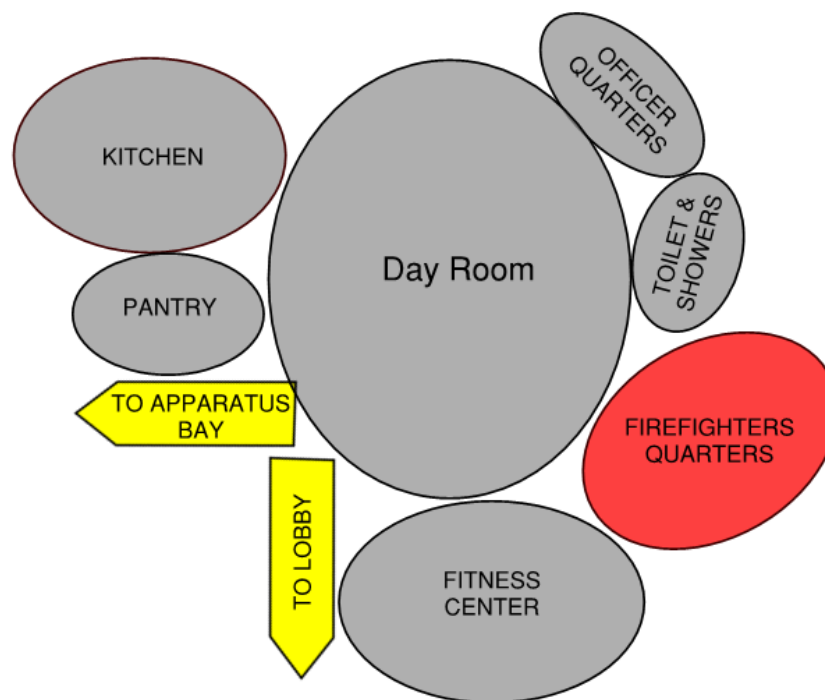 OFFICER
QUARTERS
KITCHEN
TOILET &
SHOWERS
Day Room
PANTRY
TO APPARATUS
BAY
FIREFIGHTERS
QUARTERS
TO LOBBY
FITNESS
CENTER